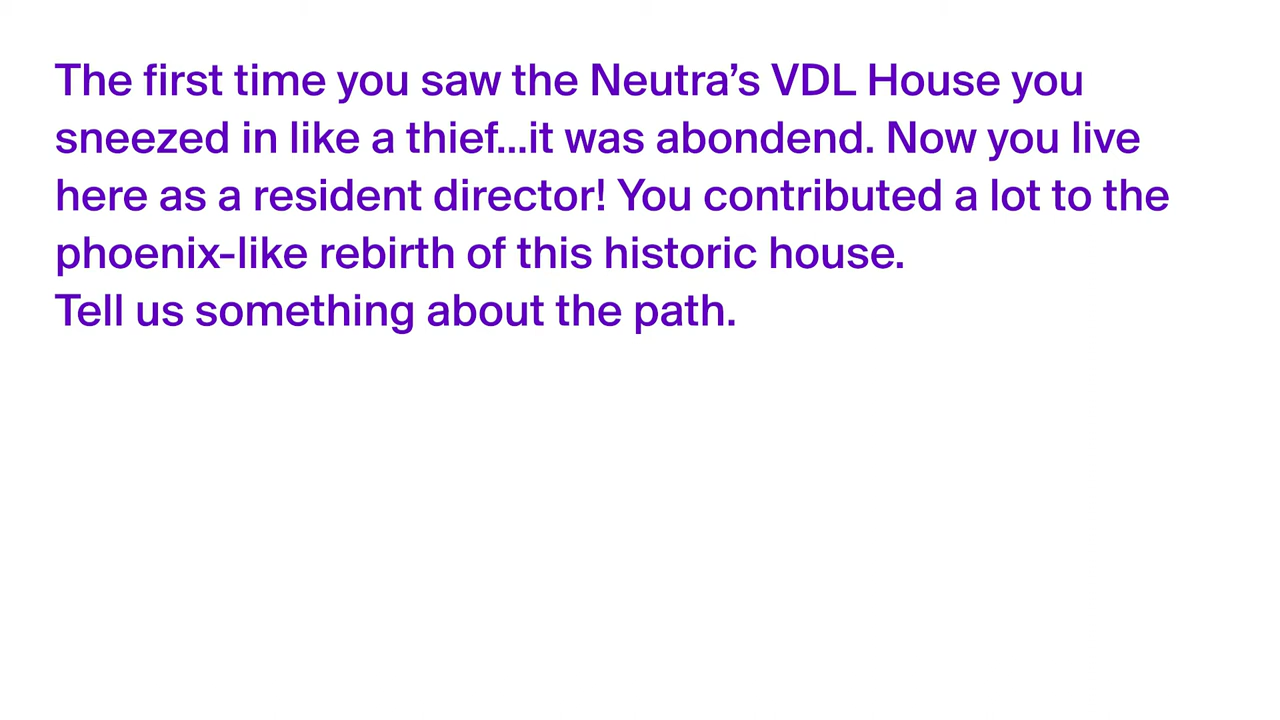 The first time you saw the Neutra’s VDL House you
sneezed in like a thief...it was abondend. Now you live
here as a resident director! You contributed a lot to the
phoenix-like rebirth of this historic house.
Tell us something about the path.